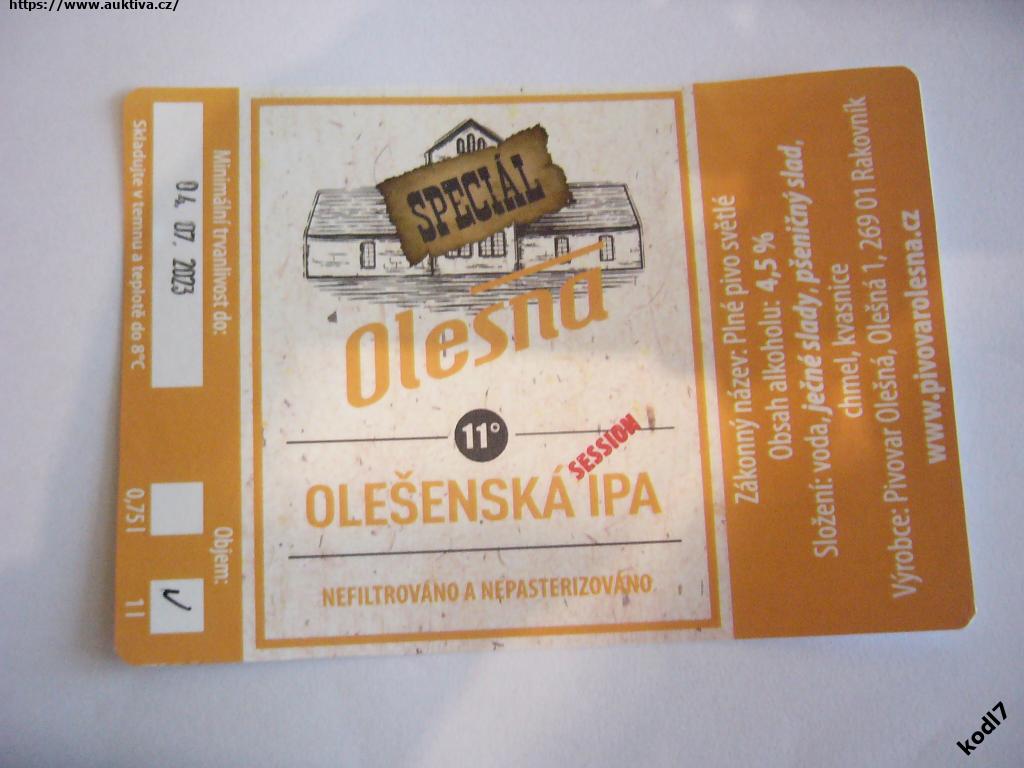 https://www.auktiva.cz/
Minimální trvanlivost do:
04. 07. 2023
Skladujte v temnu a teplotě do 8°C
Objem:
0,75 l
1 l
SPECIÁL
Olešná
11°
SESSION
OLEŠENSKÁ IPA
NEFILTROVÁNO A NEPASTERIZOVÁNO
Zákonný název: Plné pivo světlé
Obsah alkoholu: 4,5 %
Složení: voda, ječné slady, pšeničný slad,
chmel, kvasnice
Výrobce: Pivovar Olešná, Olešná 1, 269 01 Rakovník
www.pivovarolesna.cz
kodl7